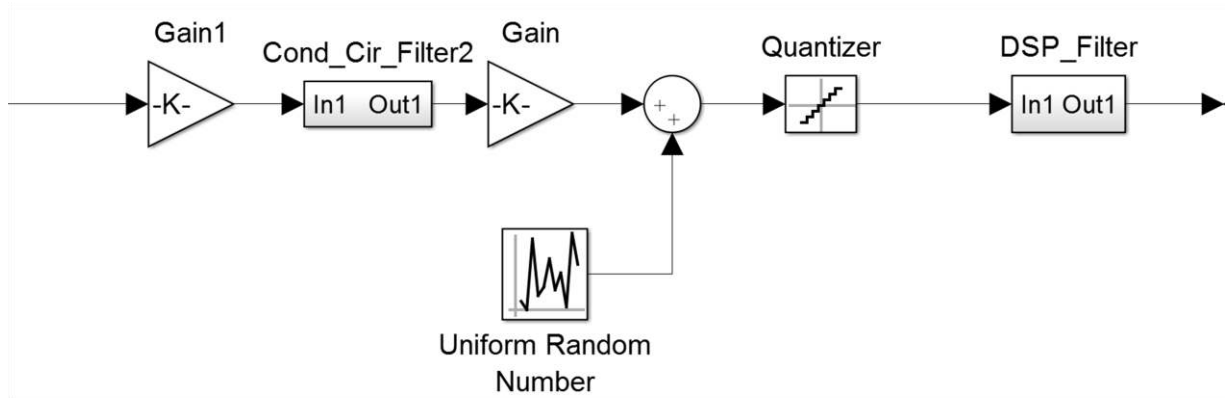 Gain1
Cond_Cir_Filter2
Gain
Quantizer
DSP_Filter
-K-
In1 Out1
-K-
+
+
In1 Out1
Uniform Random
Number